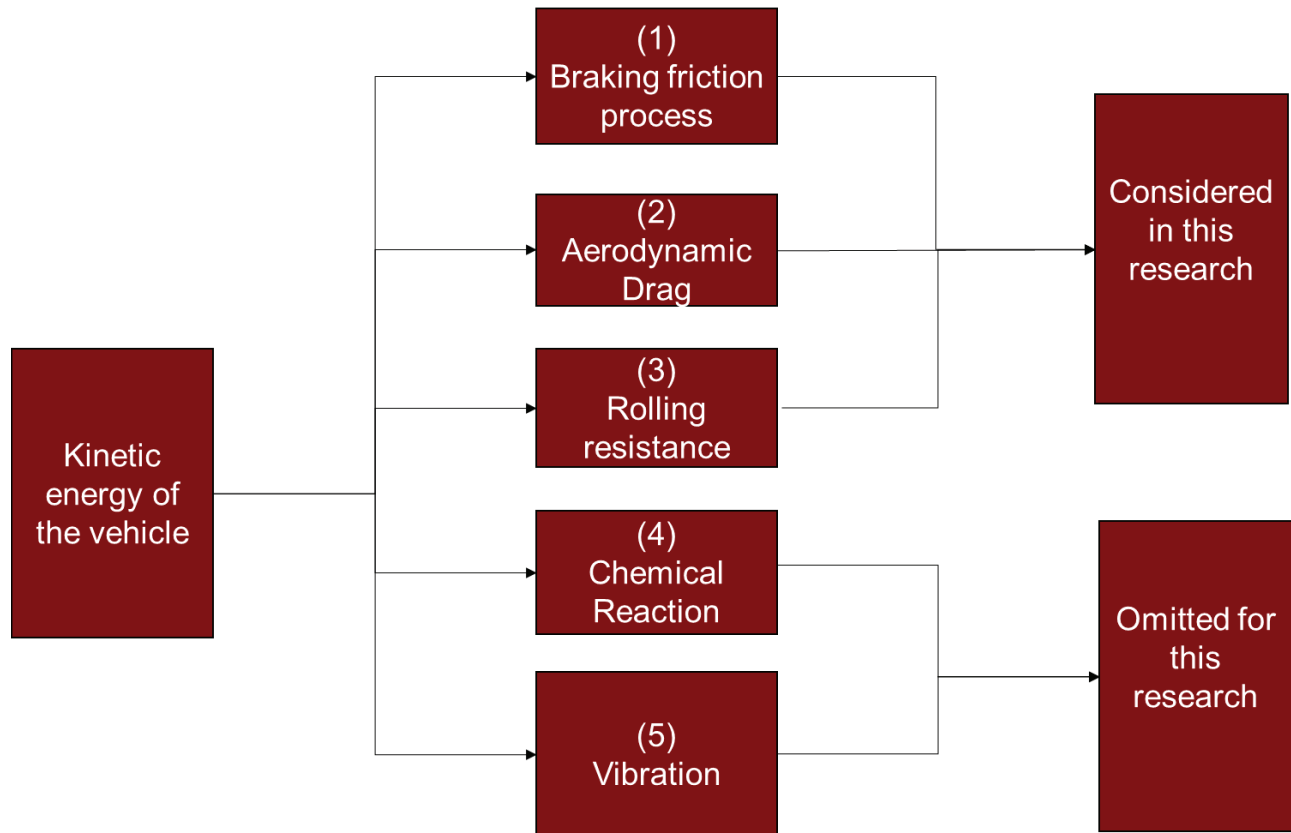 Kinetic
energy of
the vehicle
(1)
Braking friction
process
(2)
Aerodynamic
Drag
(3)
Rolling
resistance
(4)
Chemical
Reaction
(5)
Vibration
Considered
in this
research
Omitted for
this
research